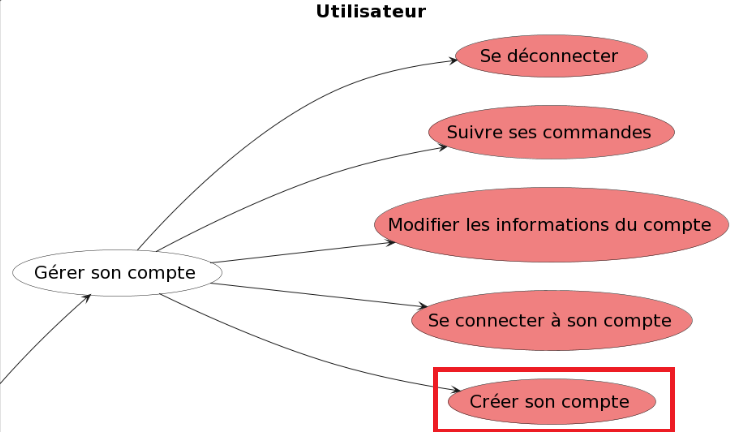 Utilisateur
Se déconnecter
Suivre ses commandes
Modifier les informations du compte
Gérer son compte
Se connecter à son compte
Créer son compte